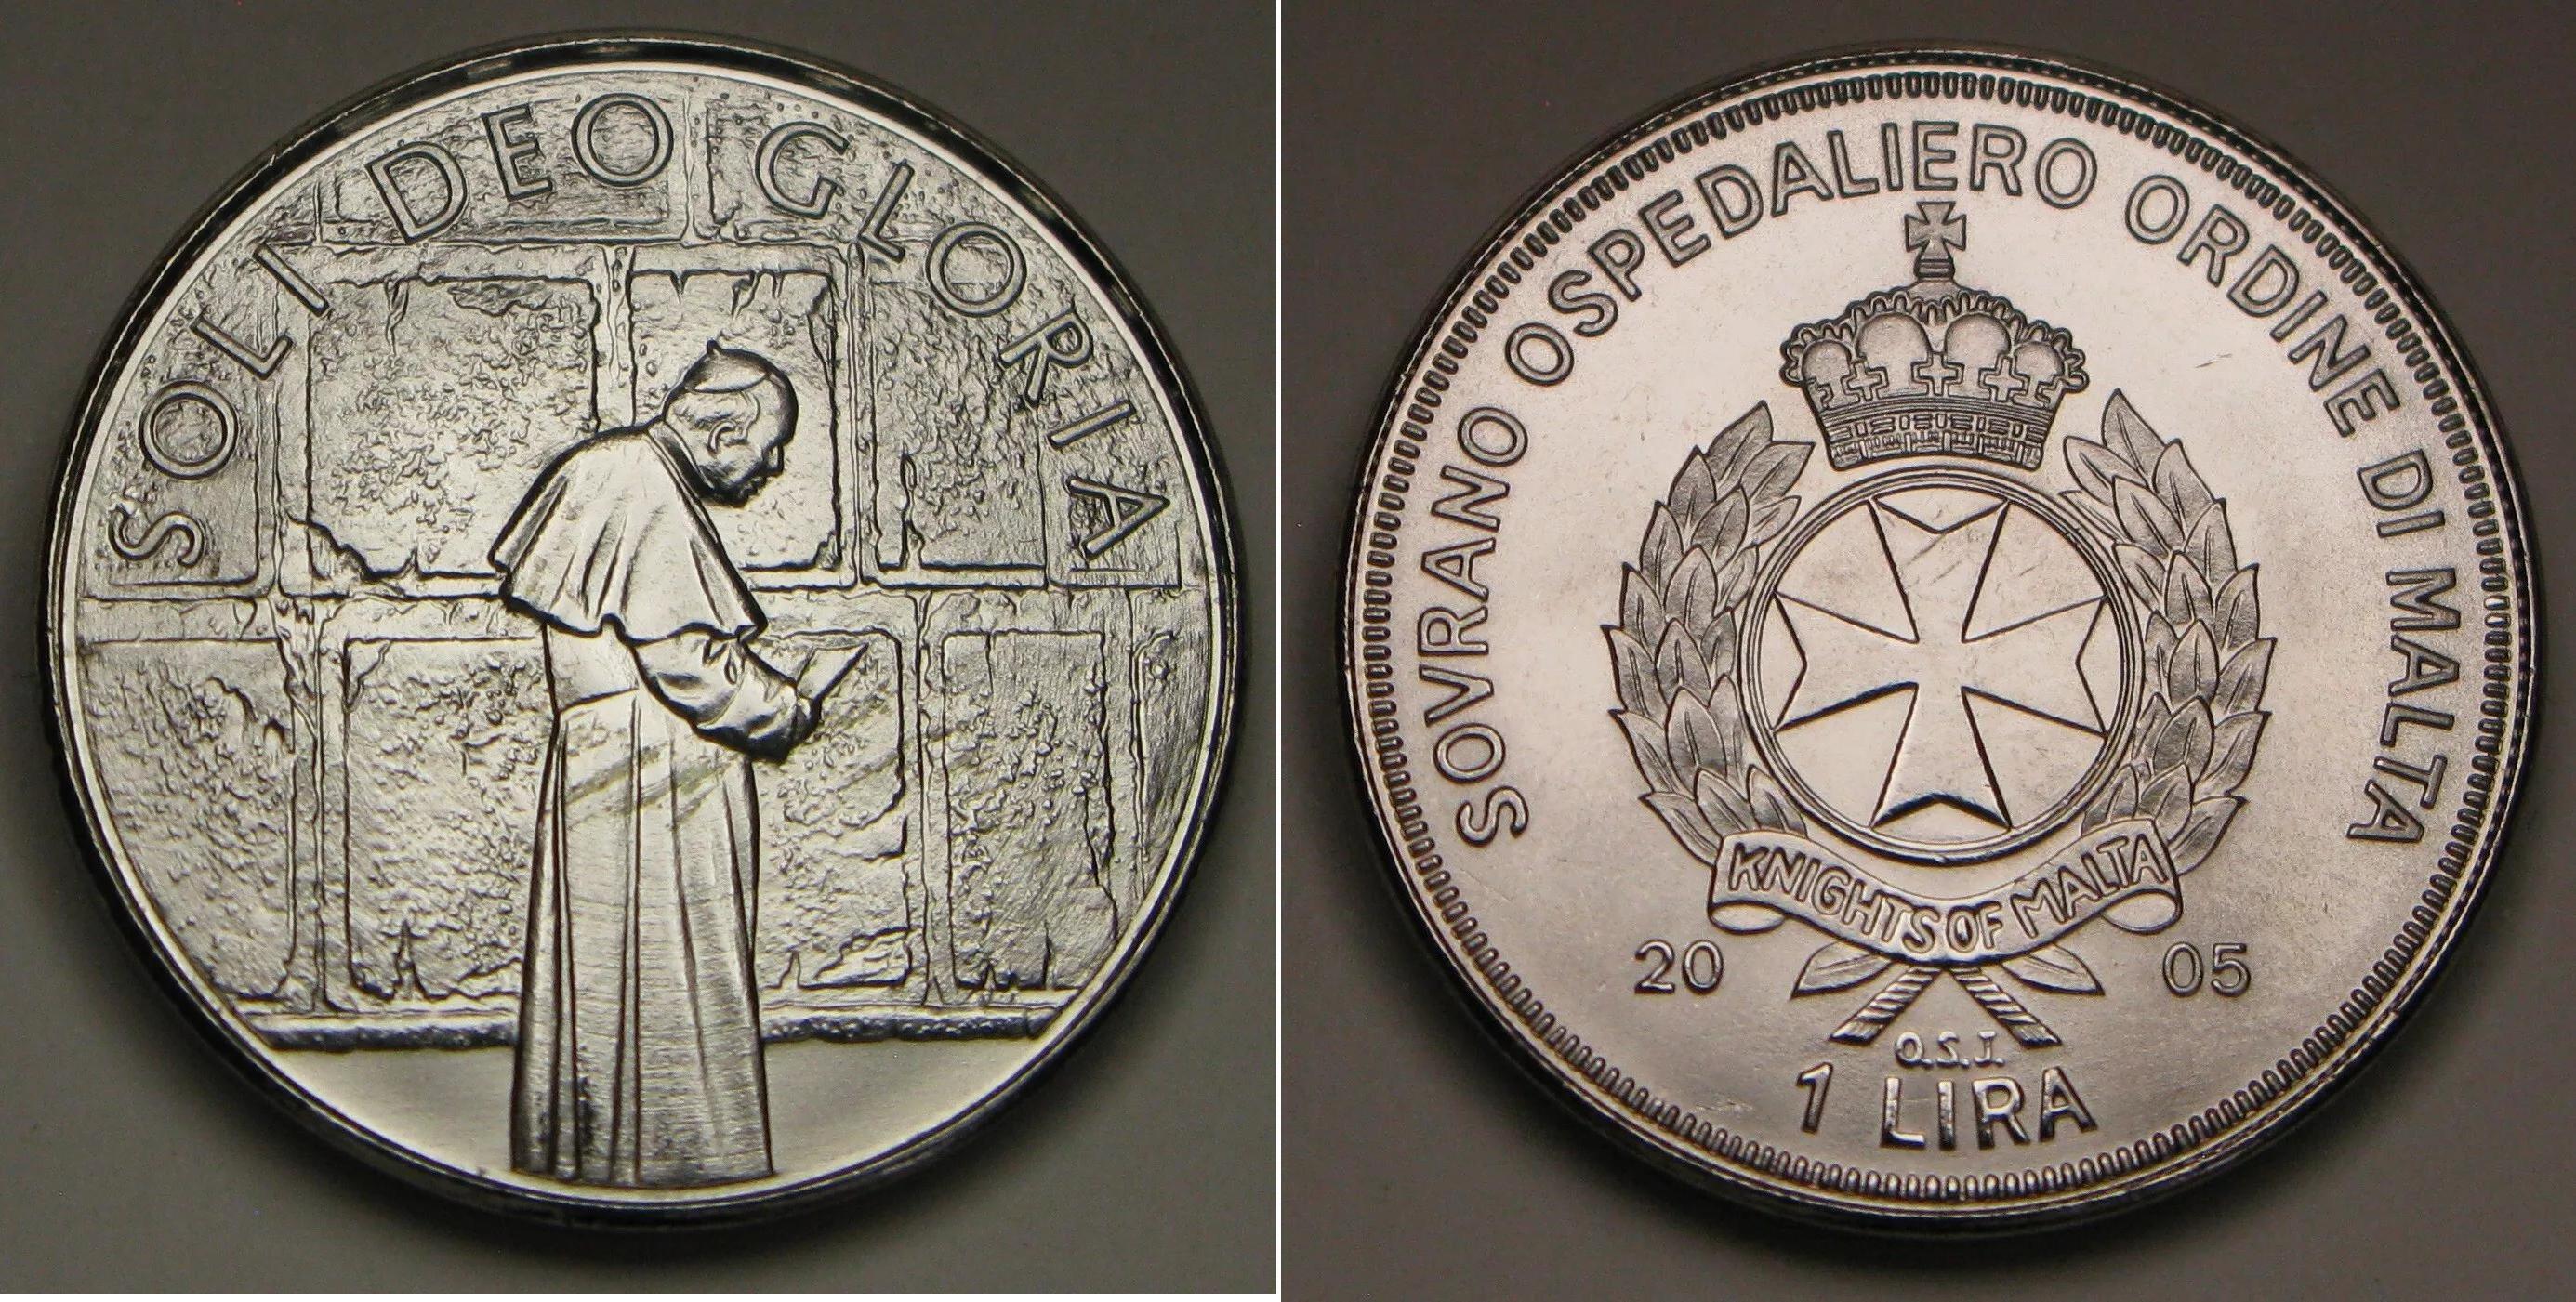 SOLI DEO GLORIA
SOVRANO OSPEDALIERO ORDINE DI MALTA
KNIGHTS OF MALTA
20 05
O.S.J.
1 LIRA